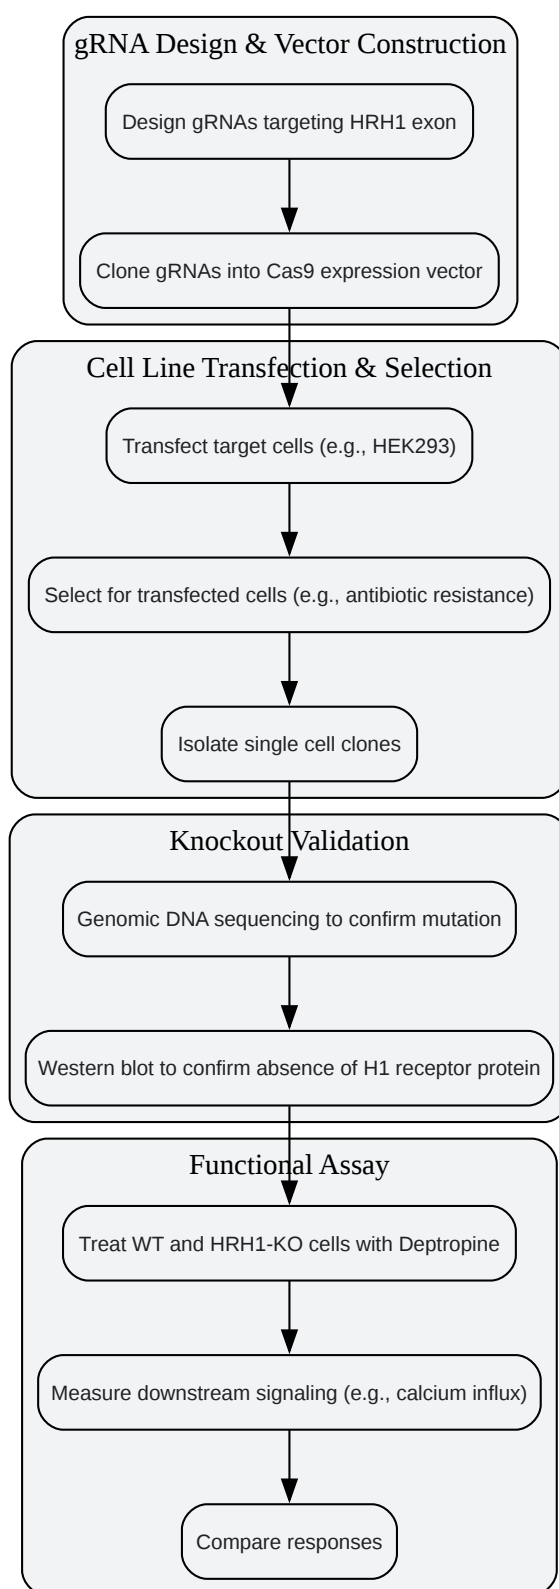 gRNA Design & Vector Construction
Design gRNAs targeting HRH1 exon
Clone gRNAs into Cas9 expression vector
Cell Line Transfection & Selection
Transfect target cells (e.g., HEK293)
Select for transfected cells (e.g., antibiotic resistance)
Isolate single cell clones
Knockout Validation
Genomic DNA sequencing to confirm mutation
Western blot to confirm absence of H1 receptor protein
Functional Assay
Treat WT and HRH1-KO cells with Deptropine
Measure downstream signaling (e.g., calcium influx)
Compare responses